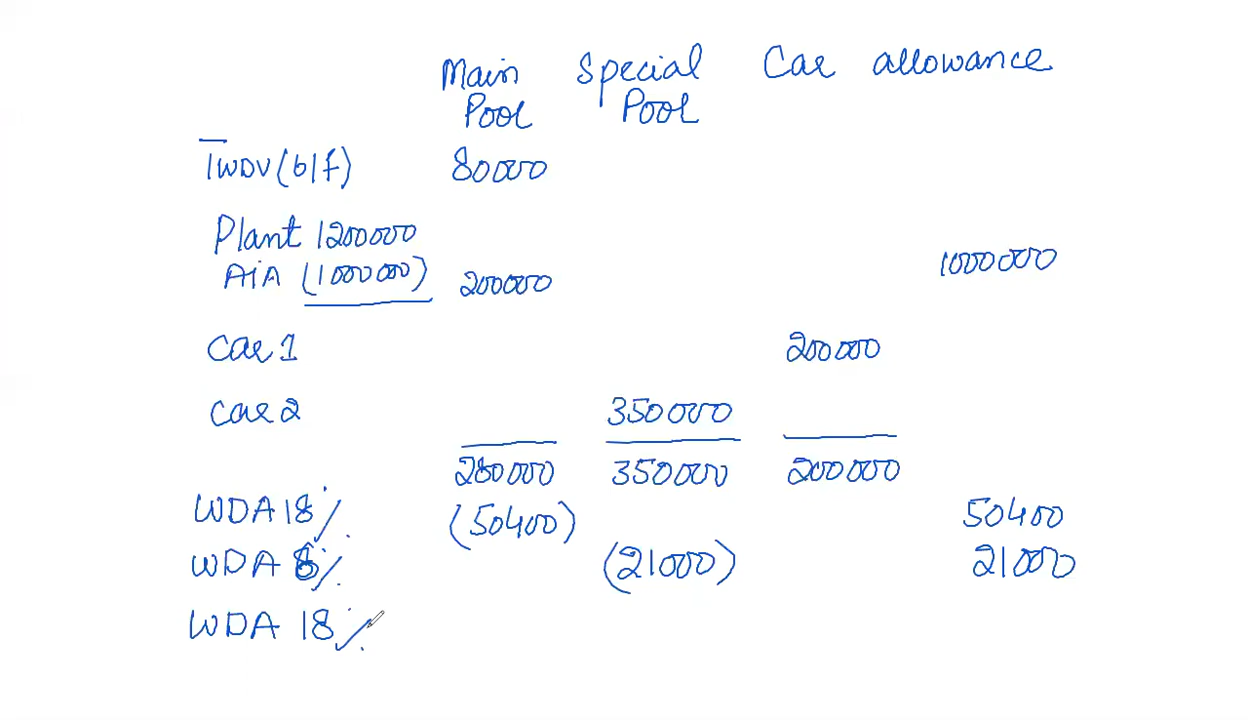 Main Special Car allowance
Pool Pool
TWDV (b/f) 80000
Plant 1200000
AIA (1000000) 200000 1000000
Car 1 200000
Car 2 350000
280000 350000 200000
WDA 18% (50400) 50400
WDA 6% (21000) 21000
WDA 18%